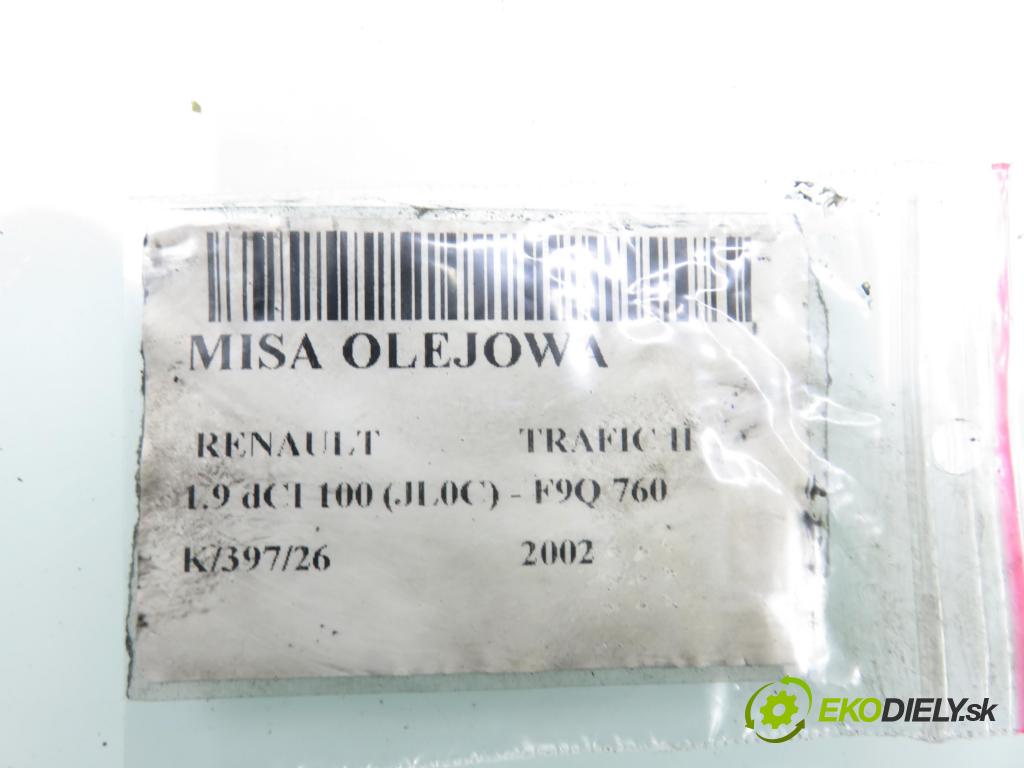 MISA OLEJOWA
RENAULT TRAFIC II
1.9 dCI 100 (JL0C) - F9Q 760
K/397/26 2002
EKODIELY.sk